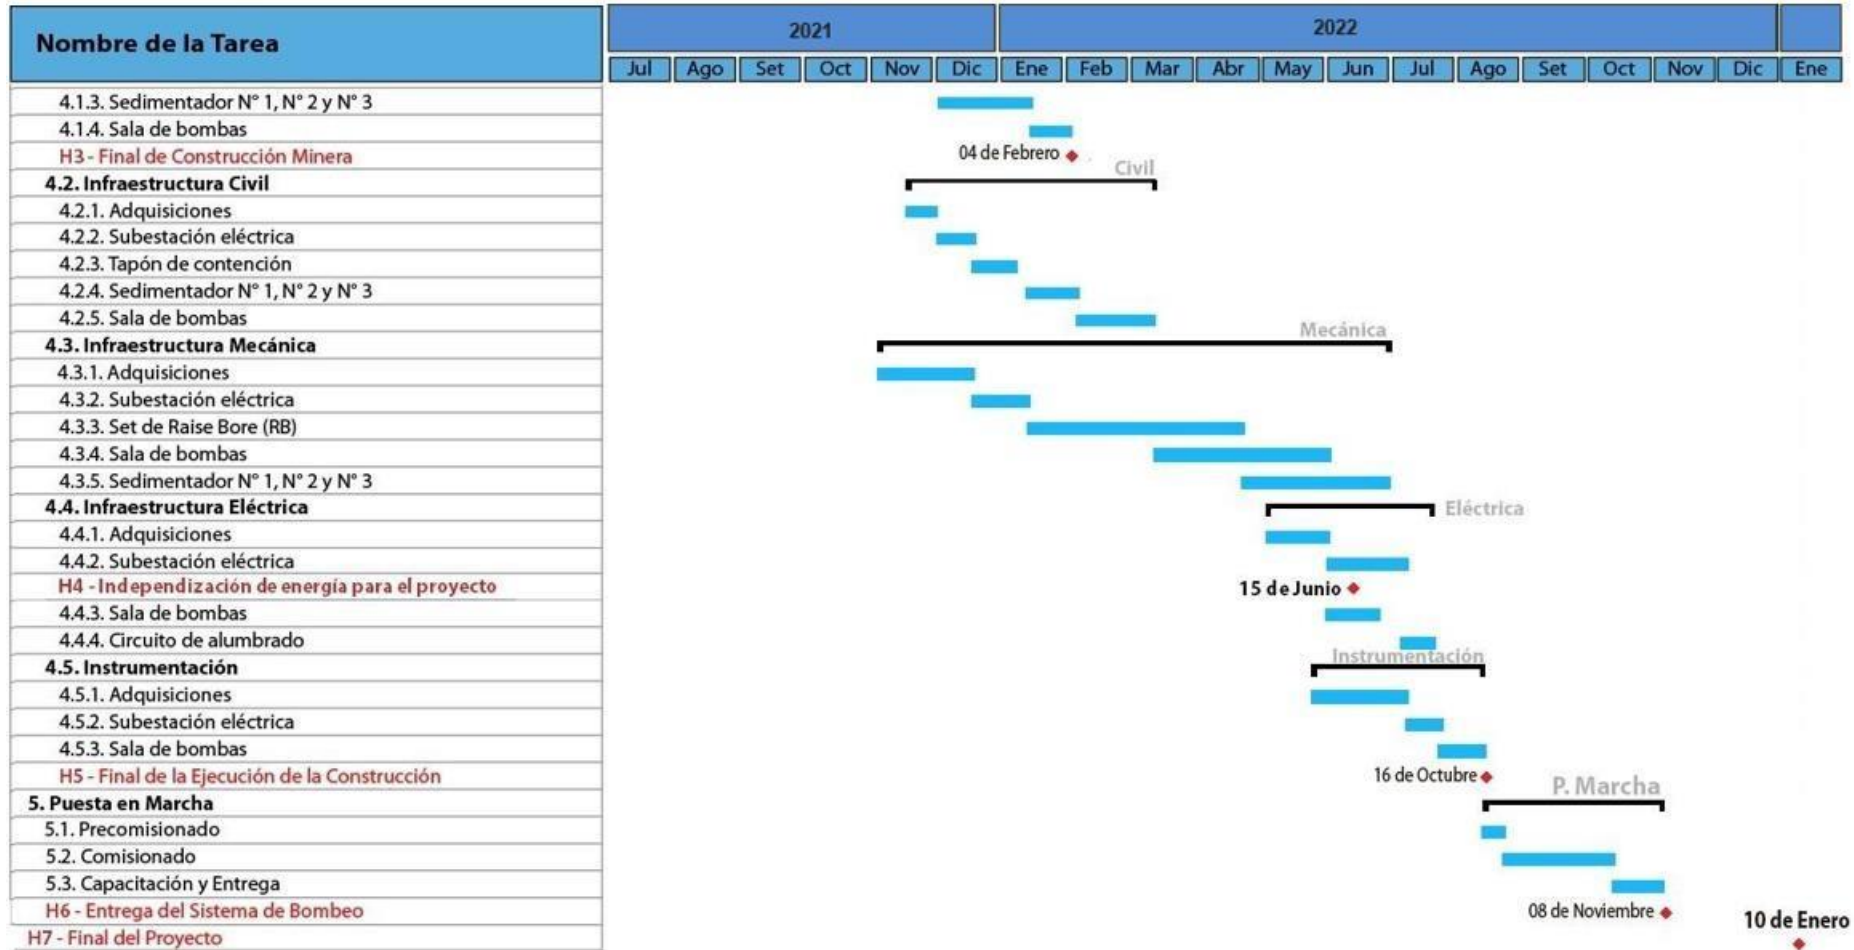 Nombre de la Tarea
2021
2022
Jul Ago Set Oct Nov Dic Ene Feb Mar Abr May Jun Jul Ago Set Oct Nov Dic Ene
4.1.3. Sedimentador N° 1, N° 2 y N° 3
4.1.4. Sala de bombas
H3 - Final de Construcción Minera 04 de Febrero
4.2. Infraestructura Civil Civil
4.2.1. Adquisiciones
4.2.2. Subestación eléctrica
4.2.3. Tapón de contención
4.2.4. Sedimentador N° 1, N° 2 y N° 3
4.2.5. Sala de bombas
4.3. Infraestructura Mecánica Mecánica
4.3.1. Adquisiciones
4.3.2. Subestación eléctrica
4.3.3. Set de Raise Bore (RB)
4.3.4. Sala de bombas
4.3.5. Sedimentador N° 1, N° 2 y N° 3
4.4. Infraestructura Eléctrica Eléctrica
4.4.1. Adquisiciones
4.4.2. Subestación eléctrica
H4 - Independización de energía para el proyecto 15 de Junio
4.4.3. Sala de bombas
4.4.4. Circuito de alumbrado
4.5. Instrumentación Instrumentación
4.5.1. Adquisiciones
4.5.2. Subestación eléctrica
4.5.3. Sala de bombas
H5 - Final de la Ejecución de la Construcción 16 de Octubre
5. Puesta en Marcha P. Marcha
5.1. Precomisionado
5.2. Comisionado
5.3. Capacitación y Entrega
H6 - Entrega del Sistema de Bombeo 08 de Noviembre
H7 - Final del Proyecto 10 de Enero